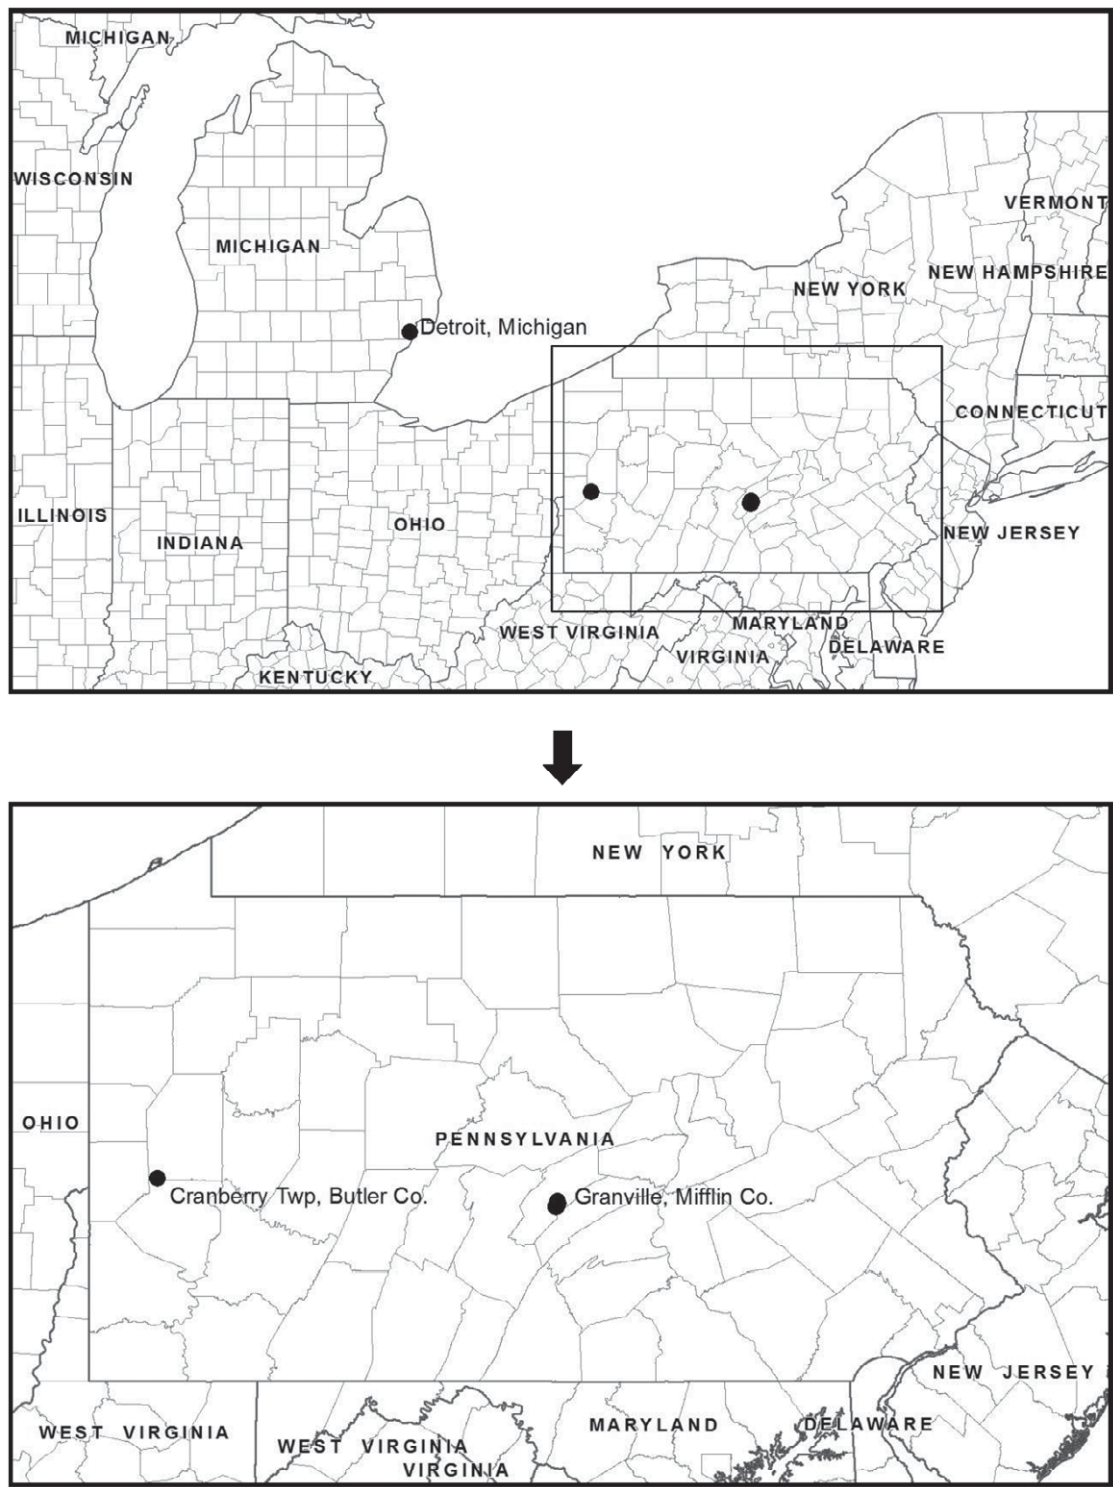 MICHIGAN
WISCONSIN
VERMONT
MICHIGAN
NEW HAMPSHIRE
NEW YORK
Detroit, Michigan
CONNECTICUT
ILLINOIS
OHIO
NEW JERSEY
INDIANA
MARYLAND
WEST VIRGINIA
DELAWARE
VIRGINIA
KENTUCKY
NEW YORK
OHIO
PENNSYLVANIA
Cranberry Twp, Butler Co.
Granville, Mifflin Co.
NEW JERSEY
MARYLAND
DELAWARE
WEST VIRGINIA
WEST VIRGINIA
VIRGINIA